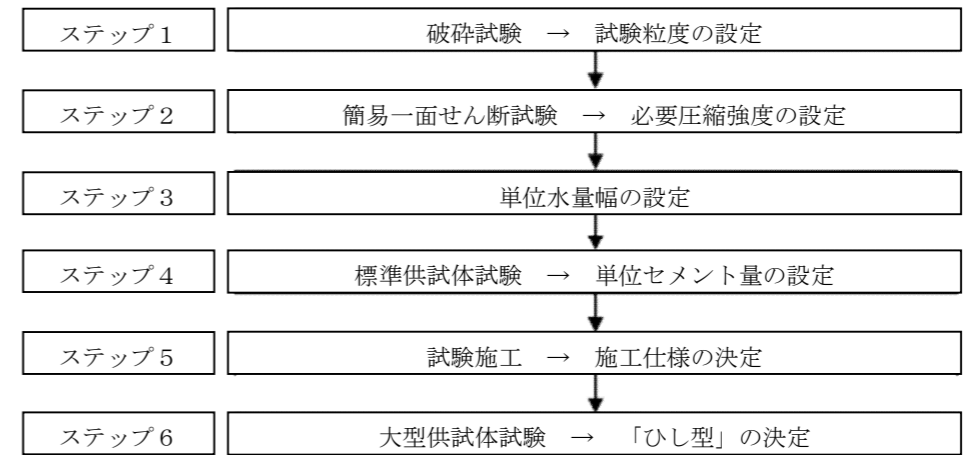 ステップ１ 破砕試験 → 試験粒度の設定
ステップ２ 簡易一面せん断試験 → 必要圧縮強度の設定
ステップ３ 単位水量幅の設定
ステップ４ 標準供試体試験 → 単位セメント量の設定
ステップ５ 試験施工 → 施工仕様の決定
ステップ６ 大型供試体試験 → 「ひし型」の決定